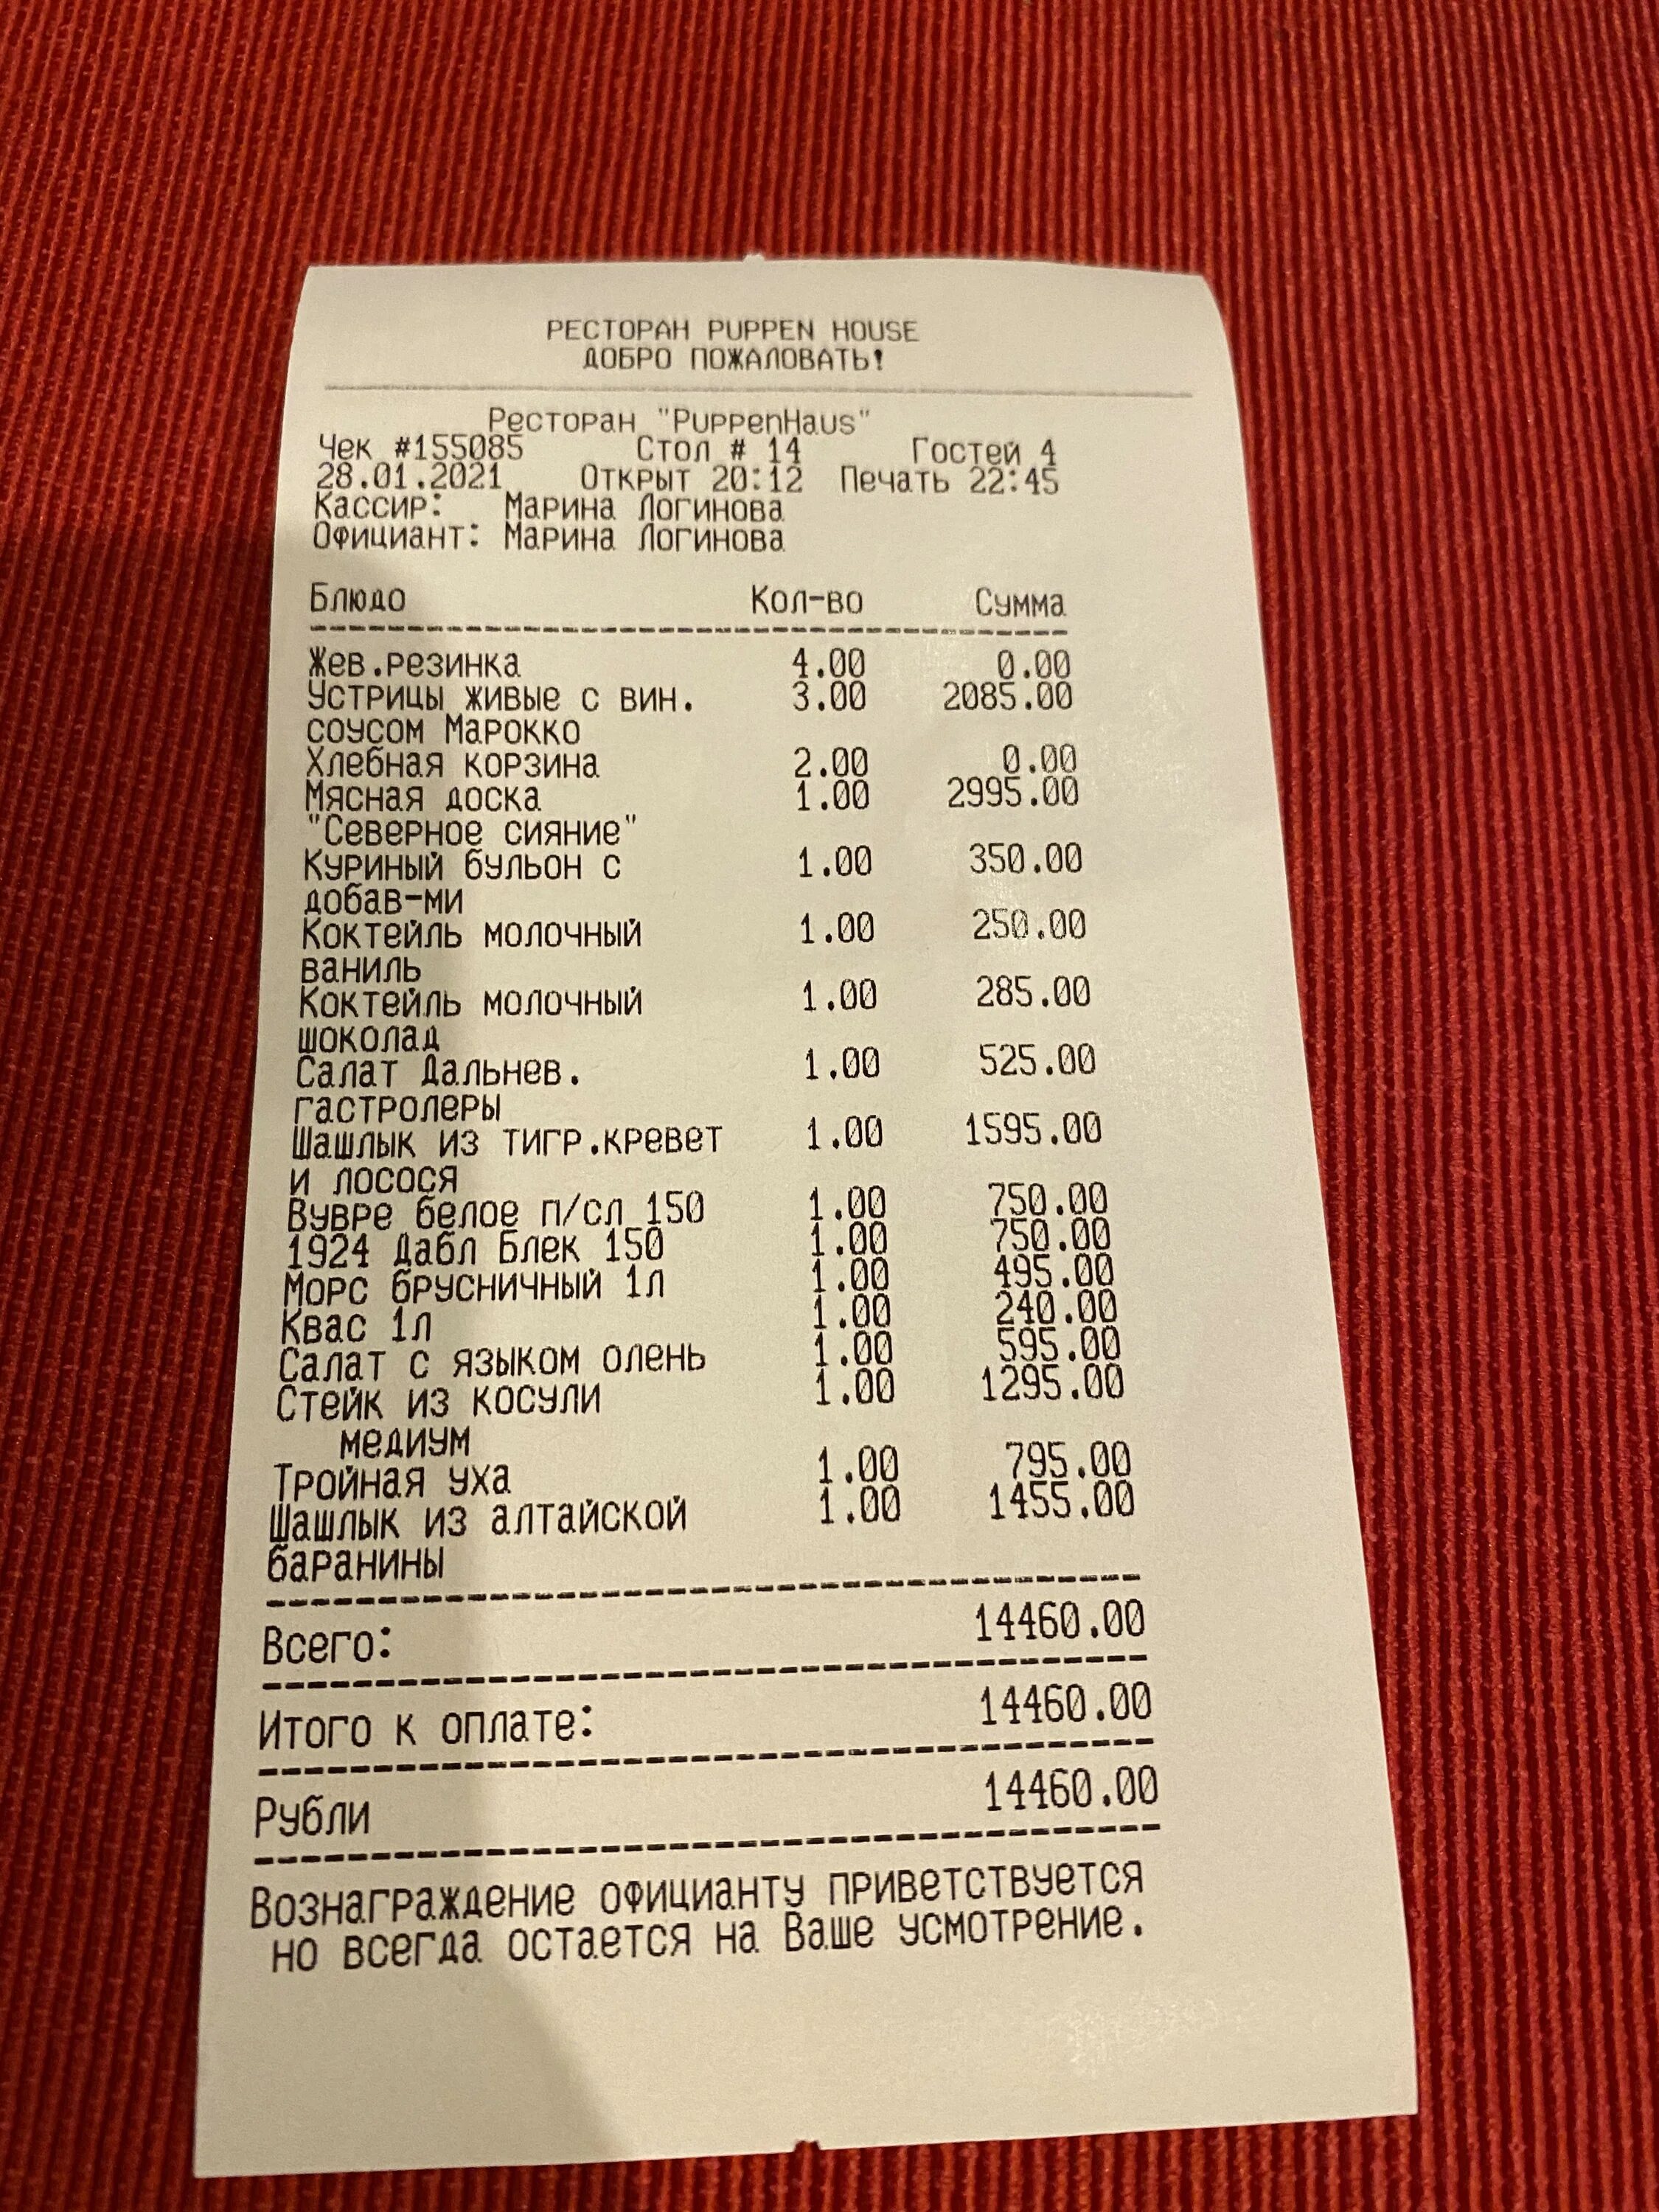 РЕСТОРАН PUPPEN HOUSE
ДОБРО ПОЖАЛОВАТЬ!
Ресторан "PuppenHaus"
Чек #155085 Стол # 14 Гостей 4
28.01.2021 Открыт 20:12 Печать 22:45
Кассир: Марина Логинова
Официант: Марина Логинова
Блюдо Кол-во Сумма
Жев.резинка 4.00 0.00
Устрицы живые с вин. 3.00 2085.00
соусом Марокко
Хлебная корзина 2.00 0.00
Мясная доска 1.00 2995.00
"Северное сияние"
Куриный бульон с 1.00 350.00
добав-ми
Коктейль молочный 1.00 250.00
ваниль
Коктейль молочный 1.00 285.00
шоколад
Салат Дальнев. 1.00 525.00
гастролеры
Шашлык из тигр.кревет 1.00 1595.00
и лосося
Вувре белое п/сл 150 1.00 750.00
1924 Дабл Блек 150 1.00 750.00
Морс брусничный 1л 1.00 495.00
Квас 1л 1.00 240.00
Салат с языком олень 1.00 595.00
Стейк из косули 1.00 1295.00
медиум
Тройная уха 1.00 795.00
Шашлык из алтайской 1.00 1455.00
баранины
Всего: 14460.00
Итого к оплате: 14460.00
Рубли 14460.00
Вознаграждение официанту приветствуется
но всегда остается на Ваше усмотрение.